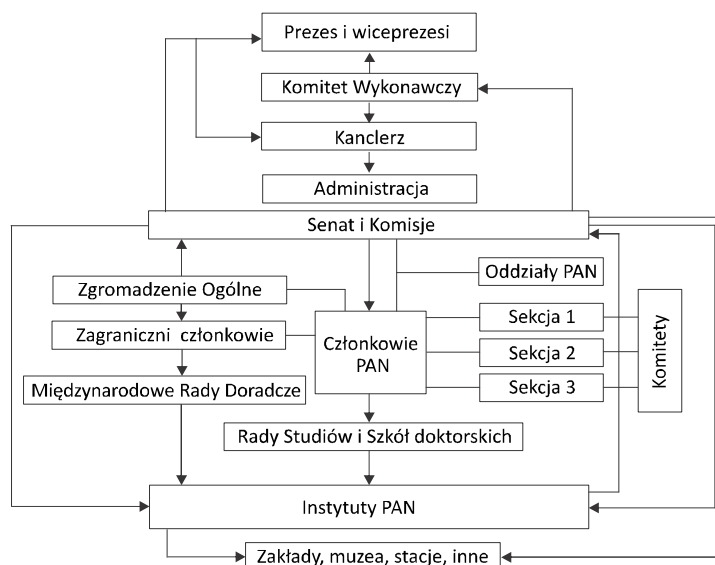 Prezes i wiceprezesi
Komitet Wykonawczy
Kanclerz
Administracja
Senat i Komisje
Zgromadzenie Ogólne
Oddziały PAN
Zagraniczni członkowie
Członkowie
PAN
Sekcja 1
Sekcja 2
Sekcja 3
Komitety
Międzynarodowe Rady Doradcze
Rady Studiów i Szkół doktorskich
Instytuty PAN
Zakłady, muzea, stacje, inne